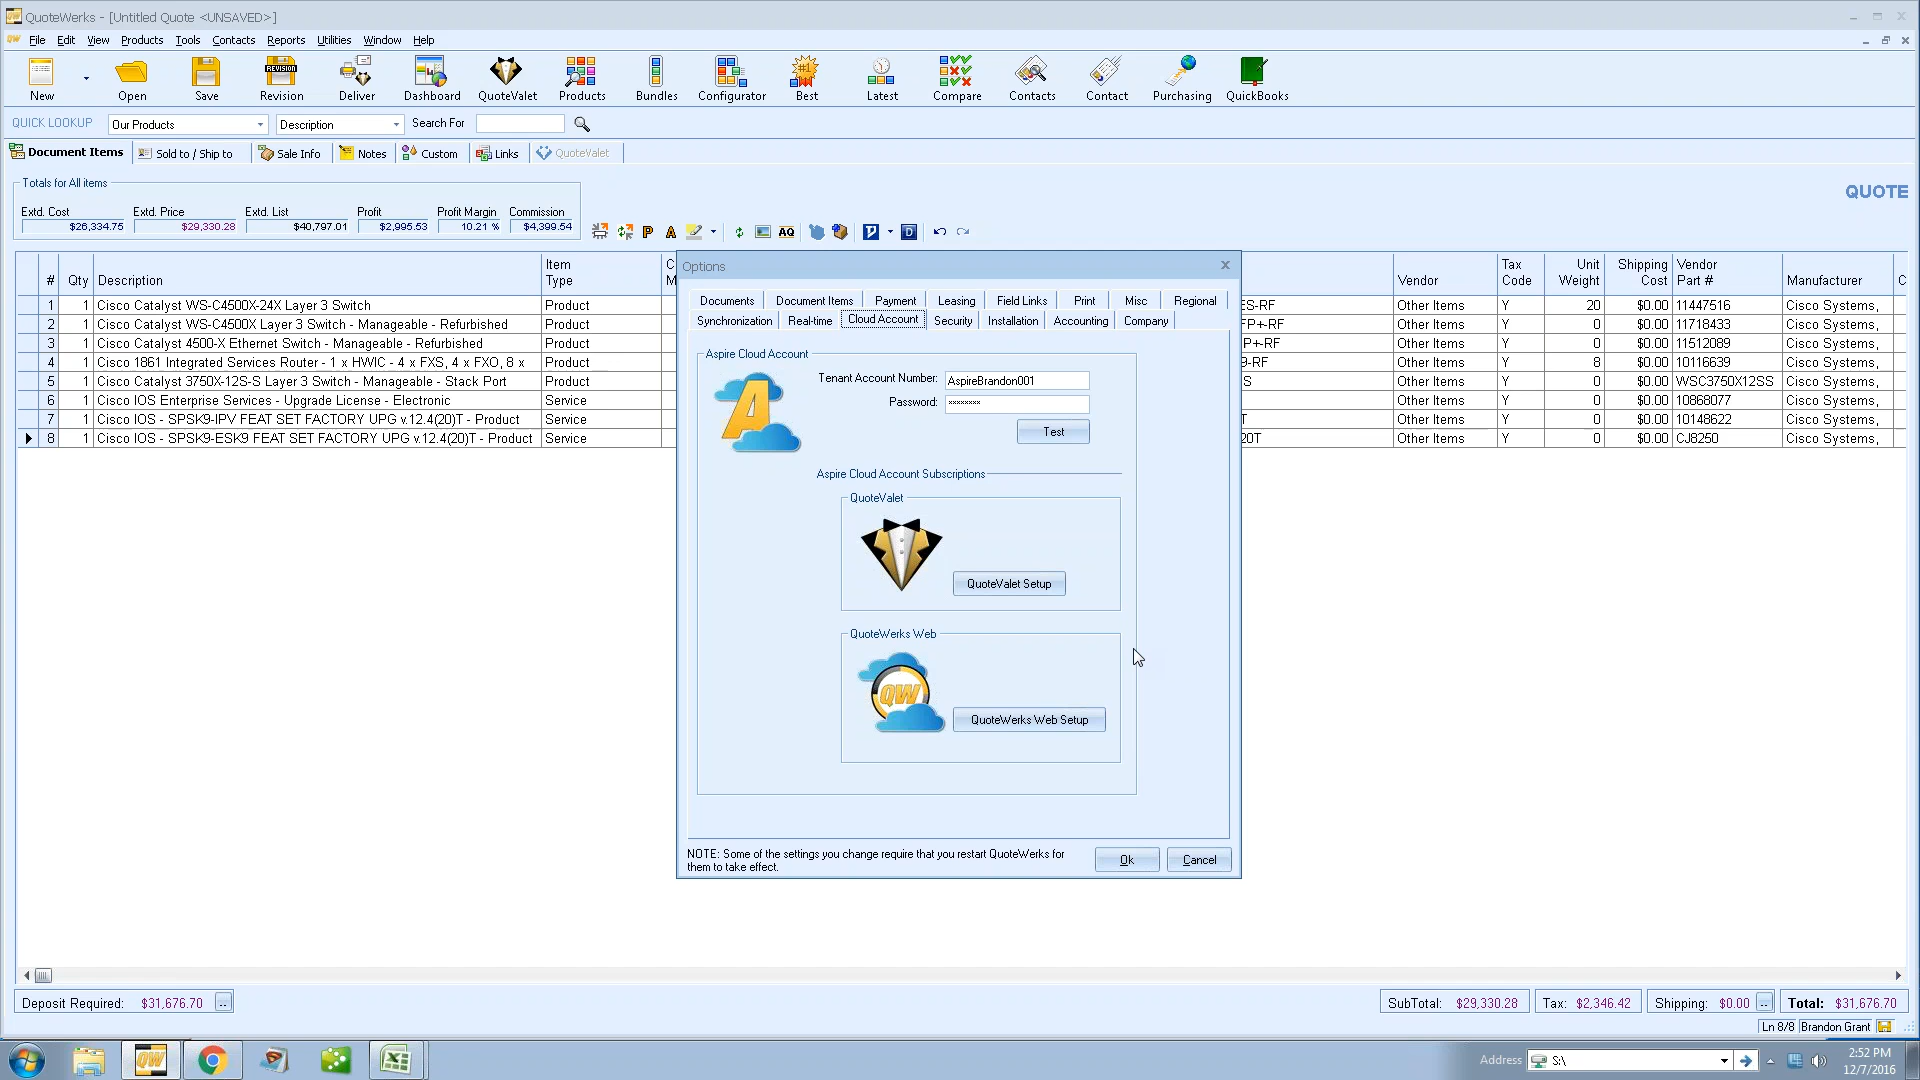 QuoteWerks - [Untitled Quote <UNSAVED>]
File Edit View Products Tools Contacts Reports Utilities Window Help
New Open Save Revision Deliver Dashboard QuoteValet Products Bundles Configurator Best Latest Compare Contacts Contact Purchasing QuickBooks
QUICK LOOKUP Our Products Description Search For
Document Items Sold to / Ship to Sale Info Notes Custom Links QuoteValet
Totals for All items
QUOTE
Extd. Cost Extd. Price Extd. List Profit Profit Margin Commission
$26,334.75 $29,330.28 $40,797.01 $2,995.53 10.21 % $4,399.54
# Qty Description Item Type Vendor Tax Code Unit Weight Shipping Cost Vendor Part # Manufacturer
1 1 Cisco Catalyst WS-C4500X-24X Layer 3 Switch Product ES-RF Other Items Y 20 $0.00 11447516 Cisco Systems,
2 1 Cisco Catalyst WS-C4500X Layer 3 Switch - Manageable - Refurbished Product FP+-RF Other Items Y 0 $0.00 11718433 Cisco Systems,
3 1 Cisco Catalyst 4500-X Ethernet Switch - Manageable - Refurbished Product P+-RF Other Items Y 0 $0.00 11512089 Cisco Systems,
4 1 Cisco 1861 Integrated Services Router - 1 x HWIC - 4 x FXS, 4 x FXO, 8 x Product 9-RF Other Items Y 8 $0.00 10116639 Cisco Systems,
5 1 Cisco Catalyst 3750X-12S-S Layer 3 Switch - Manageable - Stack Port Product S Other Items Y 0 $0.00 WSC3750X12SS Cisco Systems,
6 1 Cisco IOS Enterprise Services - Upgrade License - Electronic Service Other Items Y 0 $0.00 10868077 Cisco Systems,
7 1 Cisco IOS - SPSK9-IPV FEAT SET FACTORY UPG v.12.4(20)T - Product Service T Other Items Y 0 $0.00 10148622 Cisco Systems,
8 1 Cisco IOS - SPSK9-ESK9 FEAT SET FACTORY UPG v.12.4(20)T - Product Service 20T Other Items Y 0 $0.00 CJ8250 Cisco Systems,
Options
Documents Document Items Payment Leasing Field Links Print Misc Regional
Synchronization Real-time Cloud Account Security Installation Accounting Company
Aspire Cloud Account
Tenant Account Number: AspireBrandon001
Password: ××××××××
Test
Aspire Cloud Account Subscriptions
QuoteValet
QuoteValet Setup
QuoteWerks Web
QW
QuoteWerks Web Setup
NOTE: Some of the settings you change require that you restart QuoteWerks for
them to take effect.
Ok Cancel
Deposit Required: $31,676.70 .. SubTotal: $29,330.28 Tax: $2,346.42 Shipping: $0.00 .. Total: $31,676.70
Ln 8/8 Brandon Grant
Address S:\
2:52 PM
12/7/2016